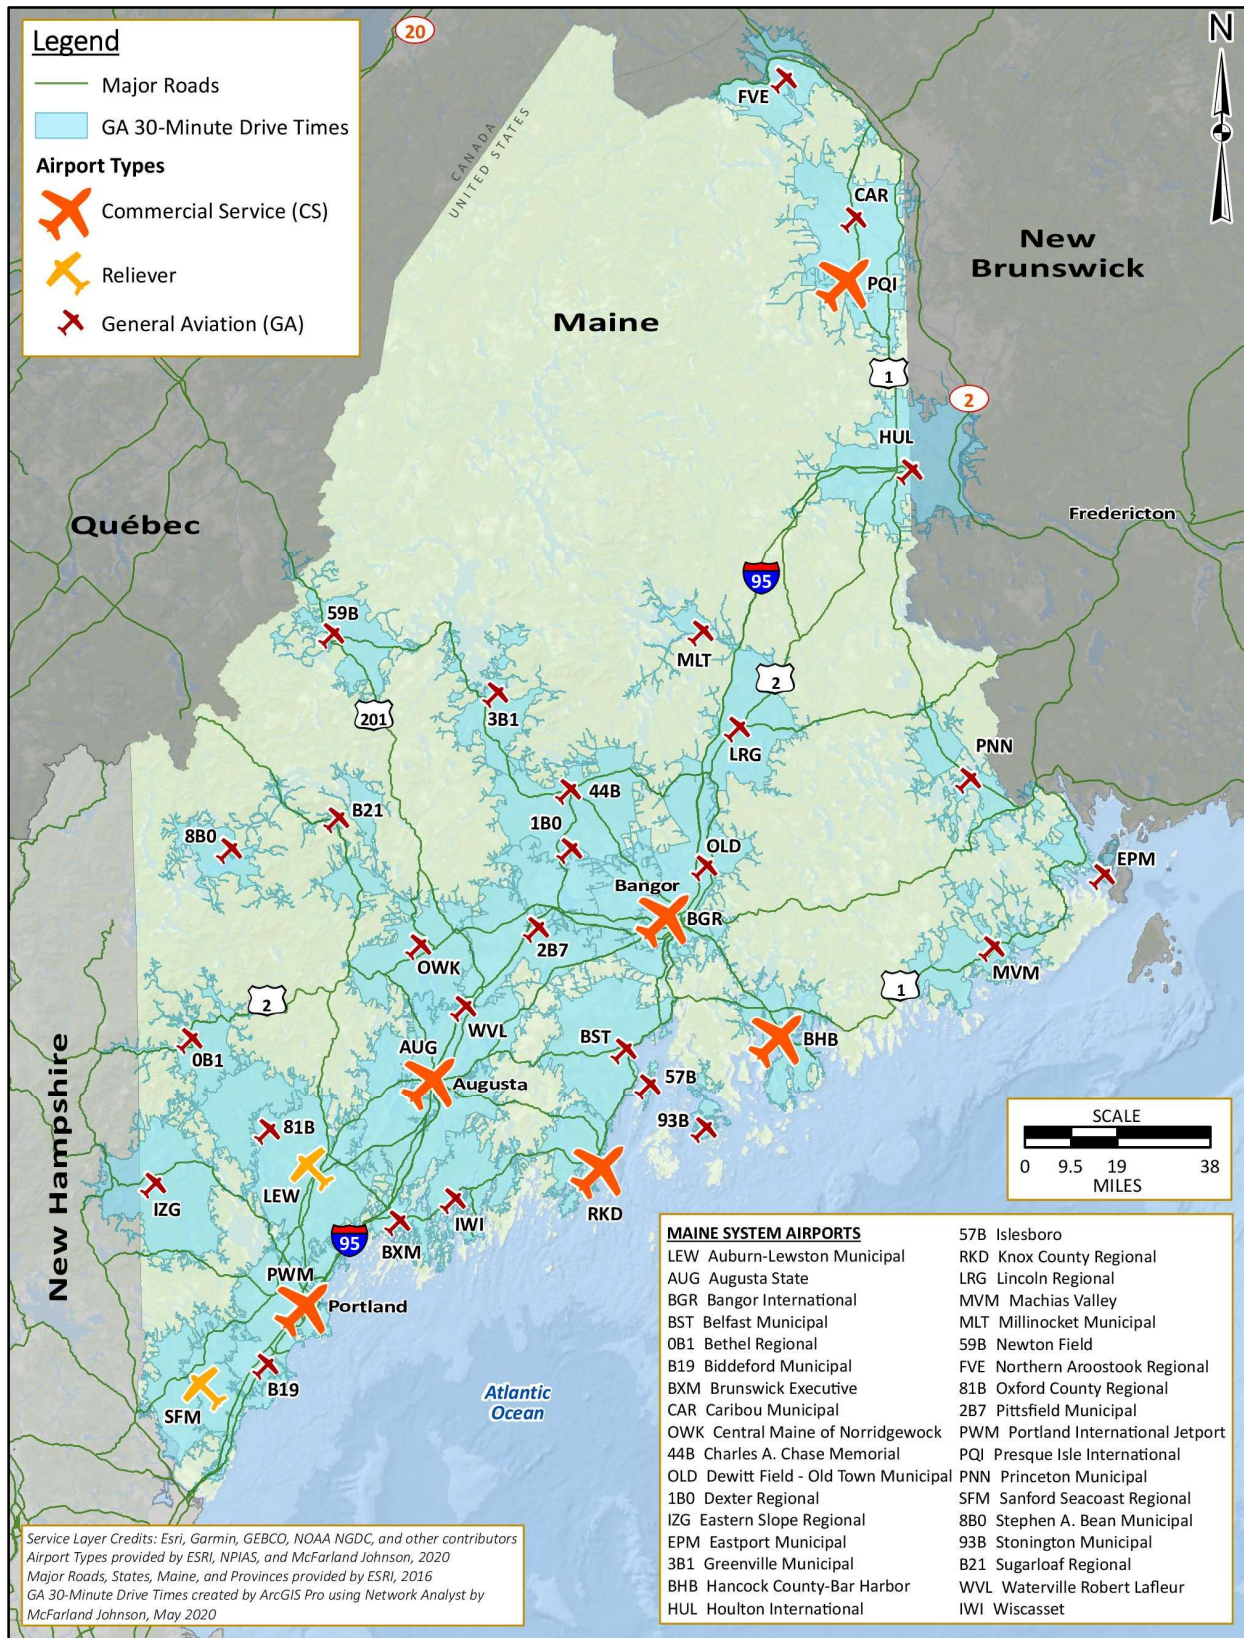 Legend
Major Roads
GA 30-Minute Drive Times
Airport Types
Commercial Service (CS)
Reliever
General Aviation (GA)
20
N
CANADA
UNITED STATES
FVE
CAR
PQI
New
Brunswick
Maine
1
2
HUL
Québec
Fredericton
95
59B
MLT
2
201
3B1
LRG
PNN
44B
B21
1B0
8B0
OLD
EPM
Bangor
BGR
2B7
OWK
MVM
1
2
WVL
BST
BHB
0B1
AUG
Augusta
57B
93B
81B
New Hampshire
LEW
IZG
RKD
IWI
BXM
95
PWM
Portland
B19
SFM
Atlantic
Ocean
SCALE
0 9.5 19 38
MILES
MAINE SYSTEM AIRPORTS
LEW Auburn-Lewston Municipal
AUG Augusta State
BGR Bangor International
BST Belfast Municipal
0B1 Bethel Regional
B19 Biddeford Municipal
BXM Brunswick Executive
CAR Caribou Municipal
OWK Central Maine of Norridgewock
44B Charles A. Chase Memorial
OLD Dewitt Field - Old Town Municipal
1B0 Dexter Regional
IZG Eastern Slope Regional
EPM Eastport Municipal
3B1 Greenville Municipal
BHB Hancock County-Bar Harbor
HUL Houlton International
57B Islesboro
RKD Knox County Regional
LRG Lincoln Regional
MVM Machias Valley
MLT Millinocket Municipal
59B Newton Field
FVE Northern Aroostook Regional
81B Oxford County Regional
2B7 Pittsfield Municipal
PWM Portland International Jetport
PQI Presque Isle International
PNN Princeton Municipal
SFM Sanford Seacoast Regional
8B0 Stephen A. Bean Municipal
93B Stonington Municipal
B21 Sugarloaf Regional
WVL Waterville Robert Lafleur
IWI Wiscasset
Service Layer Credits: Esri, Garmin, GEBCO, NOAA NGDC, and other contributors
Airport Types provided by ESRI, NPIAS, and McFarland Johnson, 2020
Major Roads, States, Maine, and Provinces provided by ESRI, 2016
GA 30-Minute Drive Times created by ArcGIS Pro using Network Analyst by
McFarland Johnson, May 2020